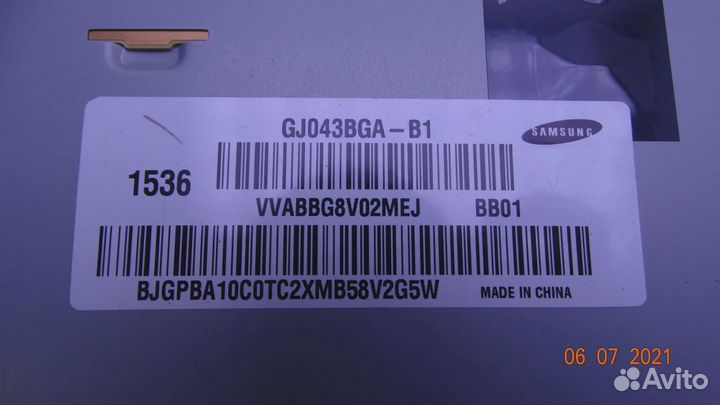 GJ043BGA-B1
SAMSUNG
1536
VVABBG8V02MEJ BB01
BJGPBA10C0TC2XMB58V2G5W MADE IN CHINA
06 07 2021
Avito